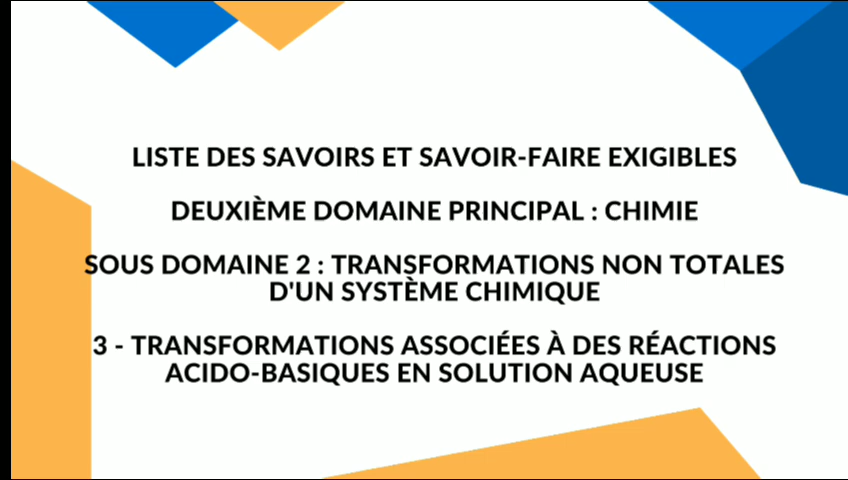 LISTE DES SAVOIRS ET SAVOIR-FAIRE EXIGIBLES
DEUXIÈME DOMAINE PRINCIPAL : CHIMIE
SOUS DOMAINE 2 : TRANSFORMATIONS NON TOTALES
D'UN SYSTÈME CHIMIQUE
3 - TRANSFORMATIONS ASSOCIÉES À DES RÉACTIONS
ACIDO-BASIQUES EN SOLUTION AQUEUSE